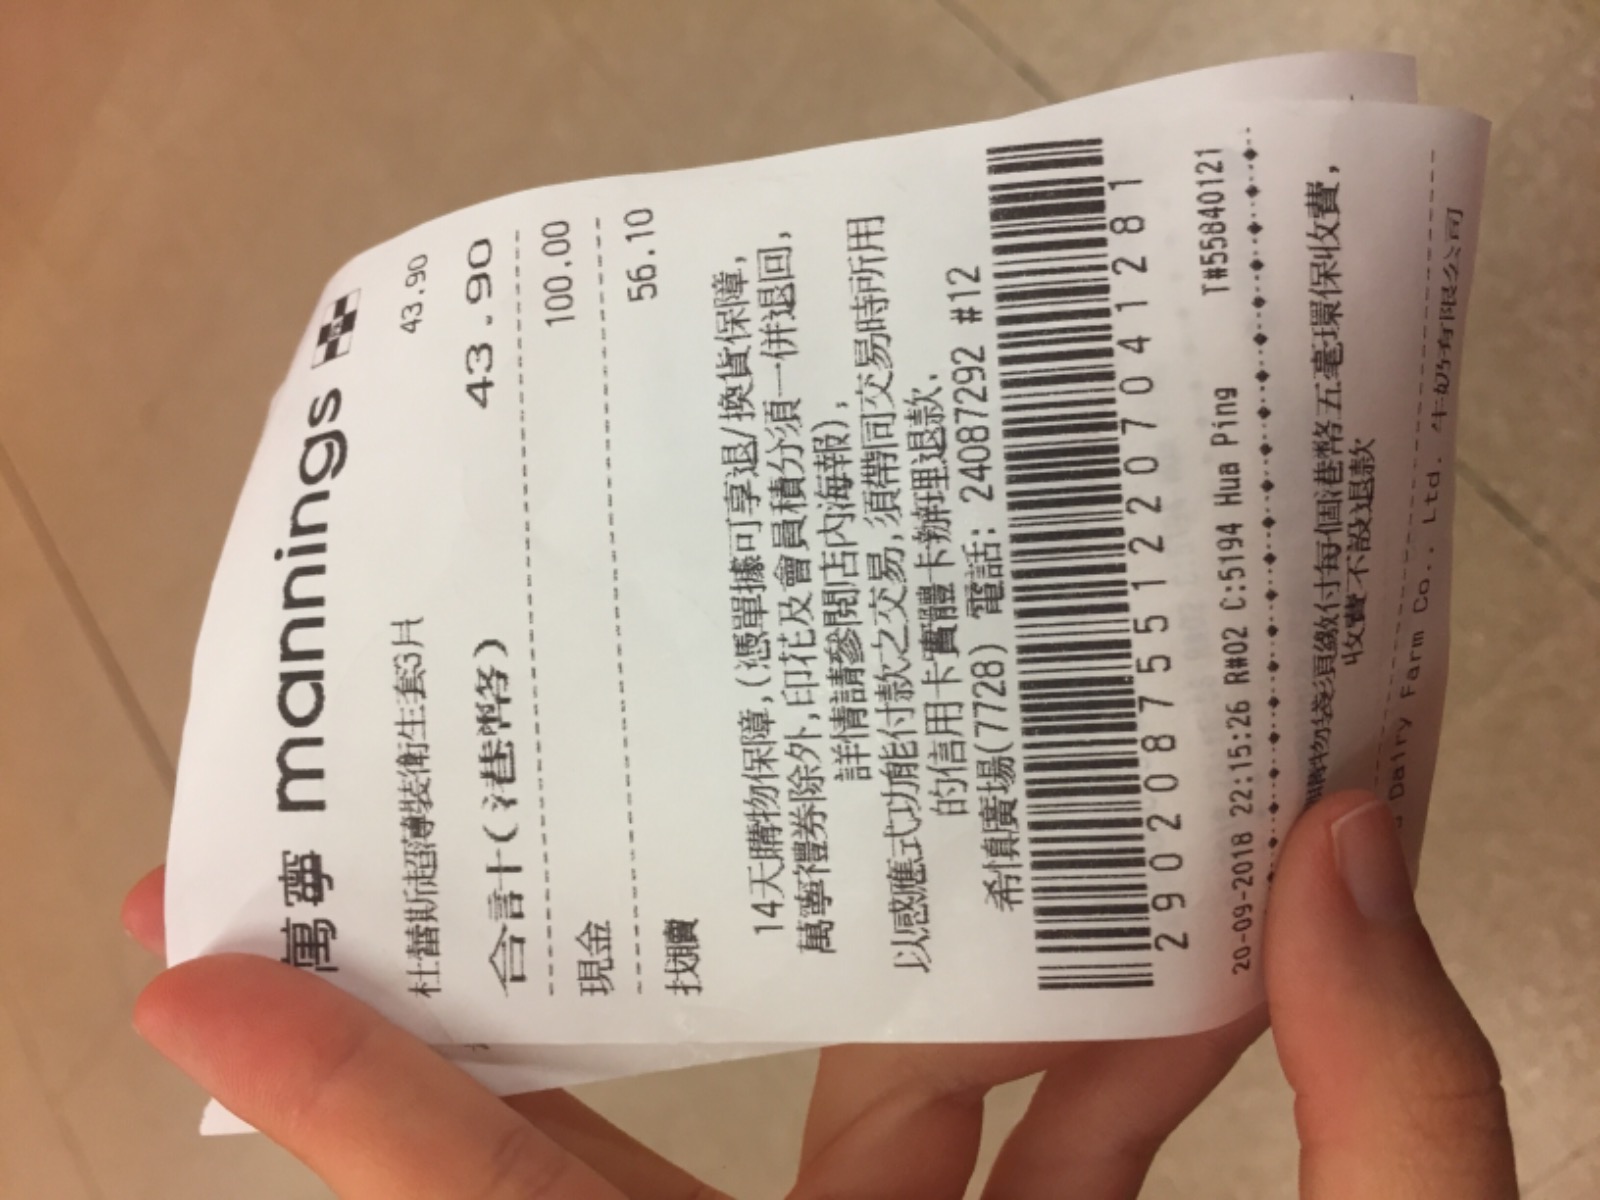 萬寧 mannings
杜蕾斯超薄裝衛生套3片 43.90
合計(港幣) 43.90
現金 100.00
找贖 56.10
14天購物保障,(憑單據可享退/換貨保障,
萬寧禮券除外,印花及會員積分須一併退回,
詳情請參閱店內海報),
以感應式功能付款之交易,須帶同交易時所用
的信用卡實體卡辦理退款.
希慎廣場(7728) 電話: 24087292 #12
2902087551220704 1281
20-09-2018 22:15:26 R#02 C:5194 Hua Ping T#55840121
購物袋須繳付每個港幣五毫環保收費,
收費不設退款
Dairy Farm Co., Ltd. 牛奶有限公司